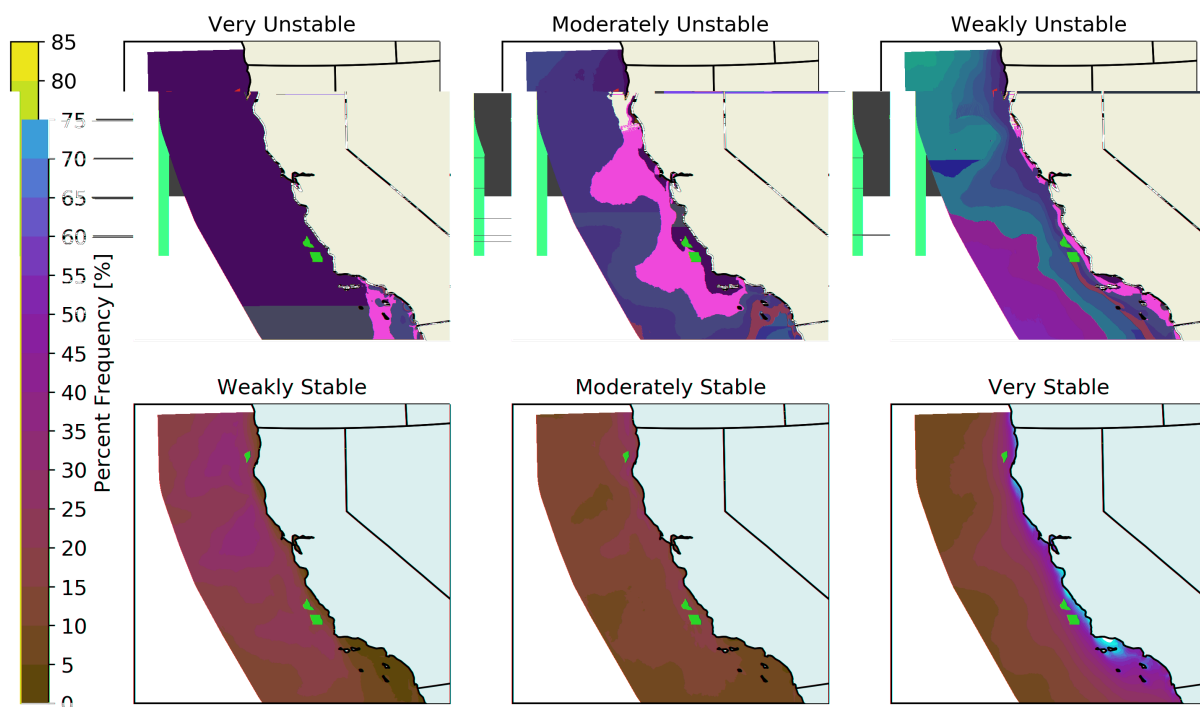 Very Unstable
Moderately Unstable
Weakly Unstable
85
80
75
70
65
60
55
50
45
40
35
30
25
20
15
10
5
0
Percent Frequency [%]
Weakly Stable
Moderately Stable
Very Stable